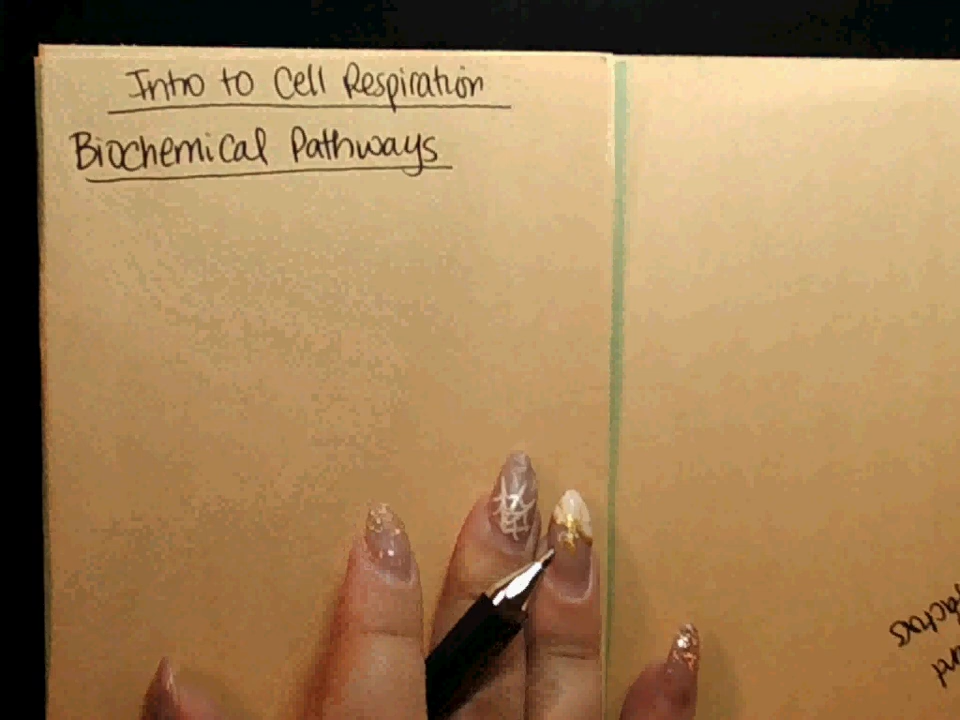 Intro to Cell Respiration
Biochemical Pathways